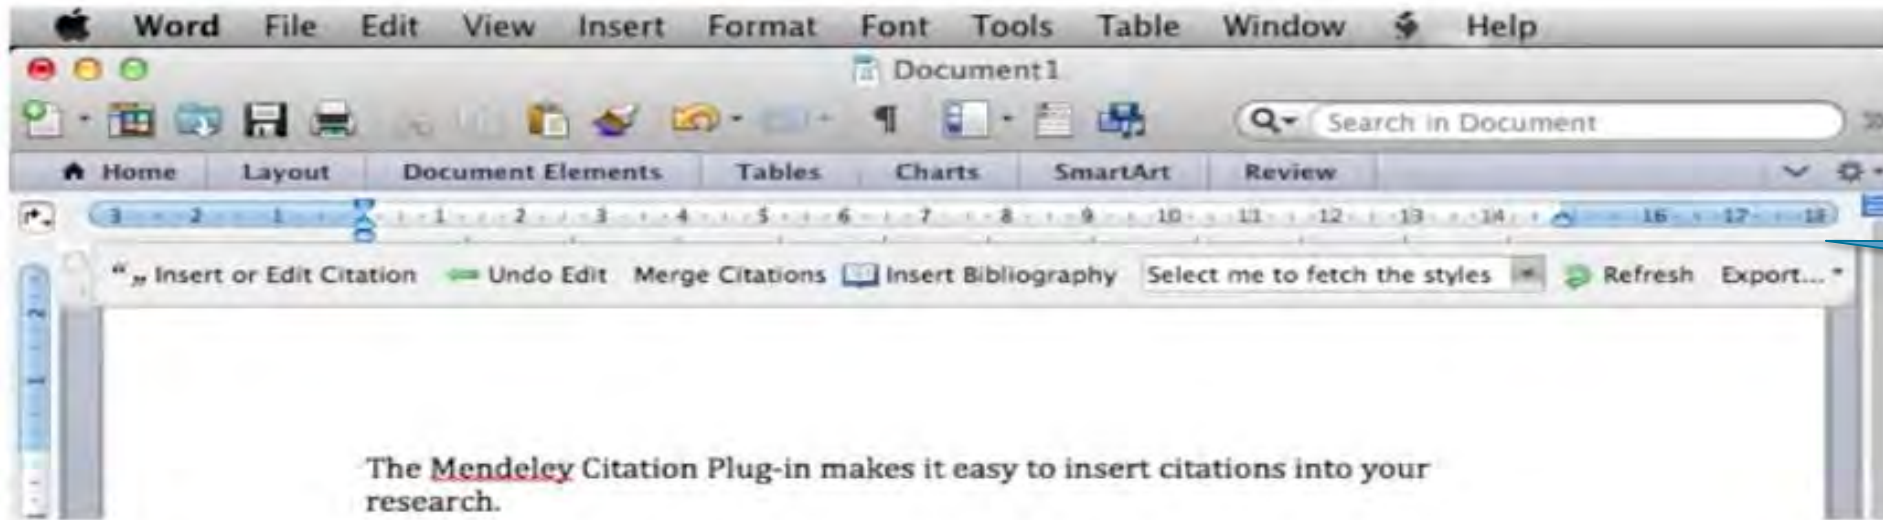 Word File Edit View Insert Format Font Tools Table Window Help
Document1
Search in Document
Home Layout Document Elements Tables Charts SmartArt Review
3 2 1 1 2 3 4 5 6 7 8 9 10 11 12 13 14 16 17 18
“ „ Insert or Edit Citation Undo Edit Merge Citations Insert Bibliography Select me to fetch the styles Refresh Export...
2
1
The Mendeley Citation Plug-in makes it easy to insert citations into your
research.